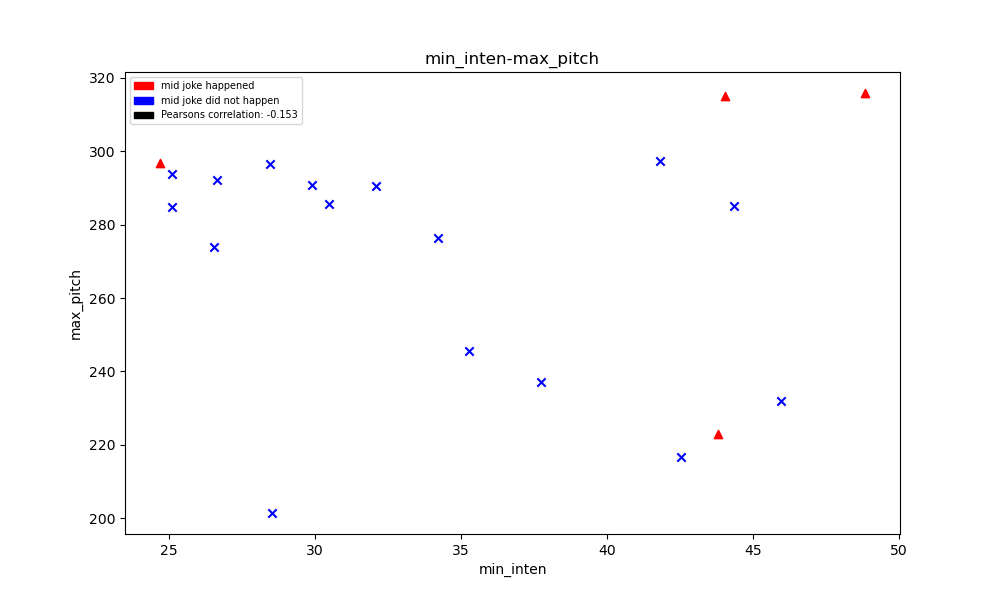 min_inten-max_pitch
mid joke happened
mid joke did not happen
Pearsons correlation: -0.153
320
300
280
260
240
220
200
max_pitch
25 30 35 40 45 50
min_inten